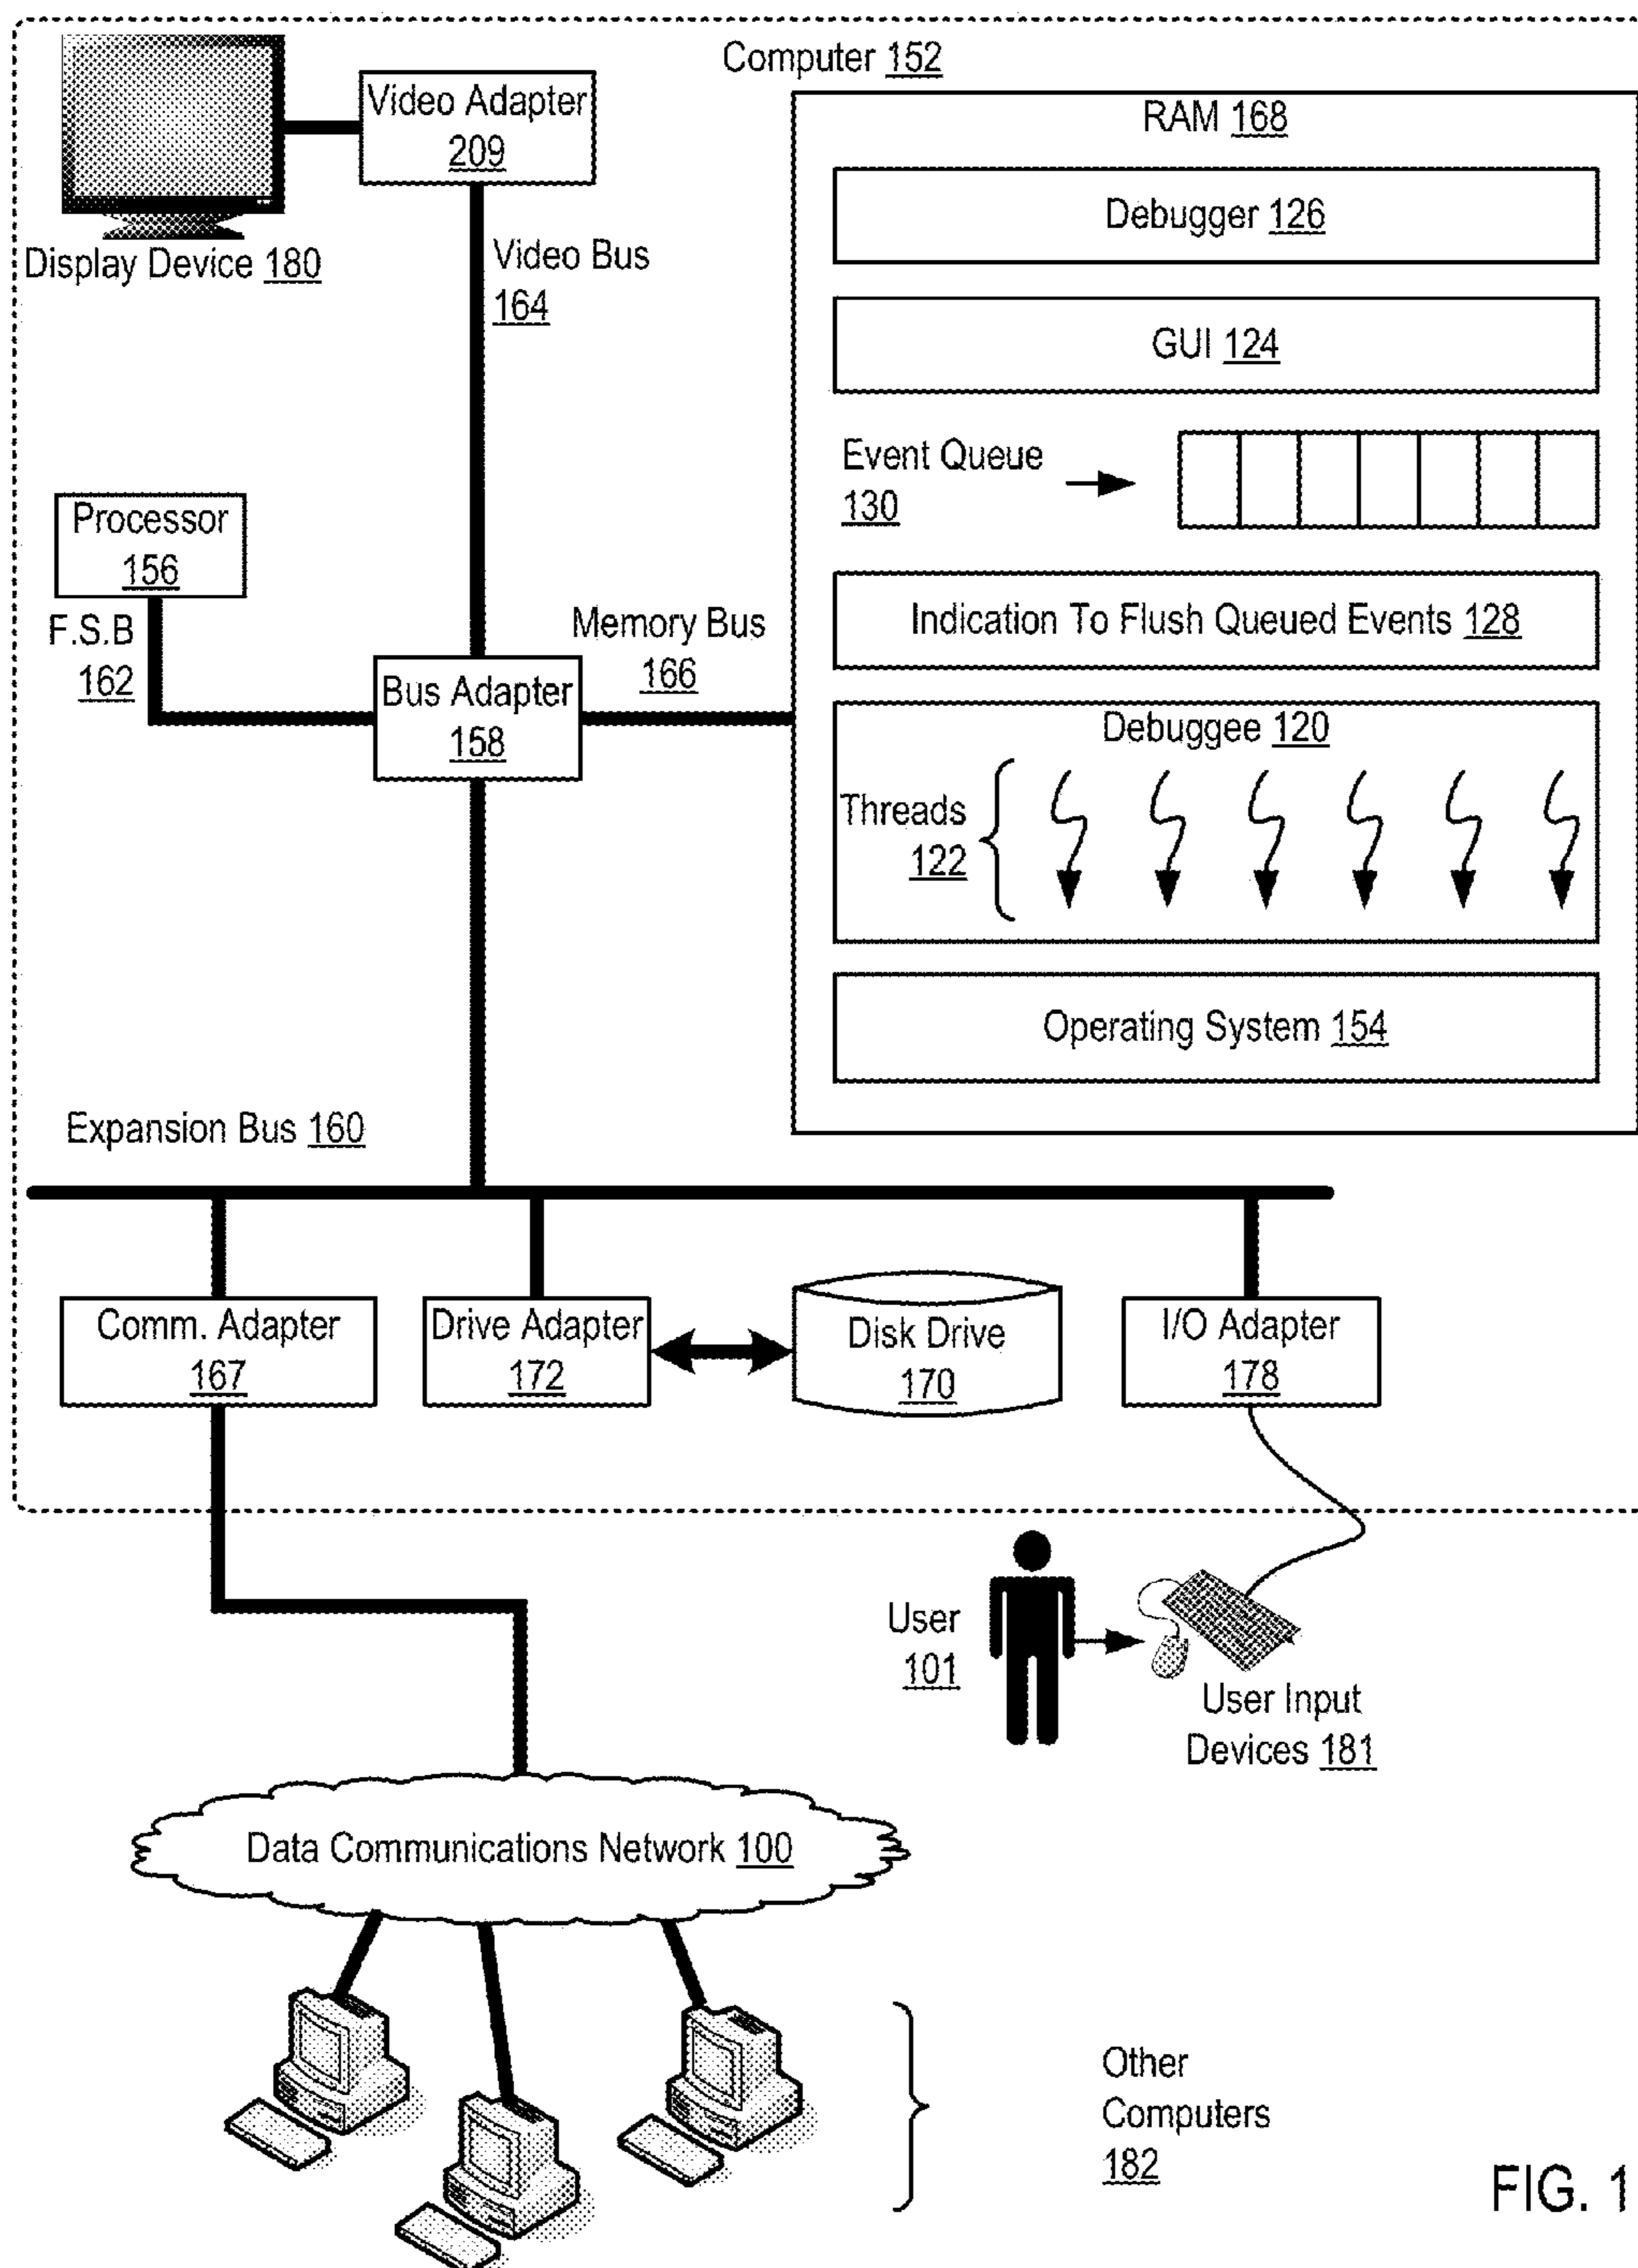 Computer 152
Video Adapter
209
Display Device 180
Video Bus
164
RAM 168
Debugger 126
GUI 124
Event Queue
130
Processor
156
F.S.B
162
Memory Bus
166
Bus Adapter
158
Indication To Flush Queued Events 128
Debuggee 120
Threads
122
Operating System 154
Expansion Bus 160
Comm. Adapter
167
Drive Adapter
172
Disk Drive
170
I/O Adapter
178
User
101
User Input
Devices 181
Data Communications Network 100
Other
Computers
182
FIG. 1